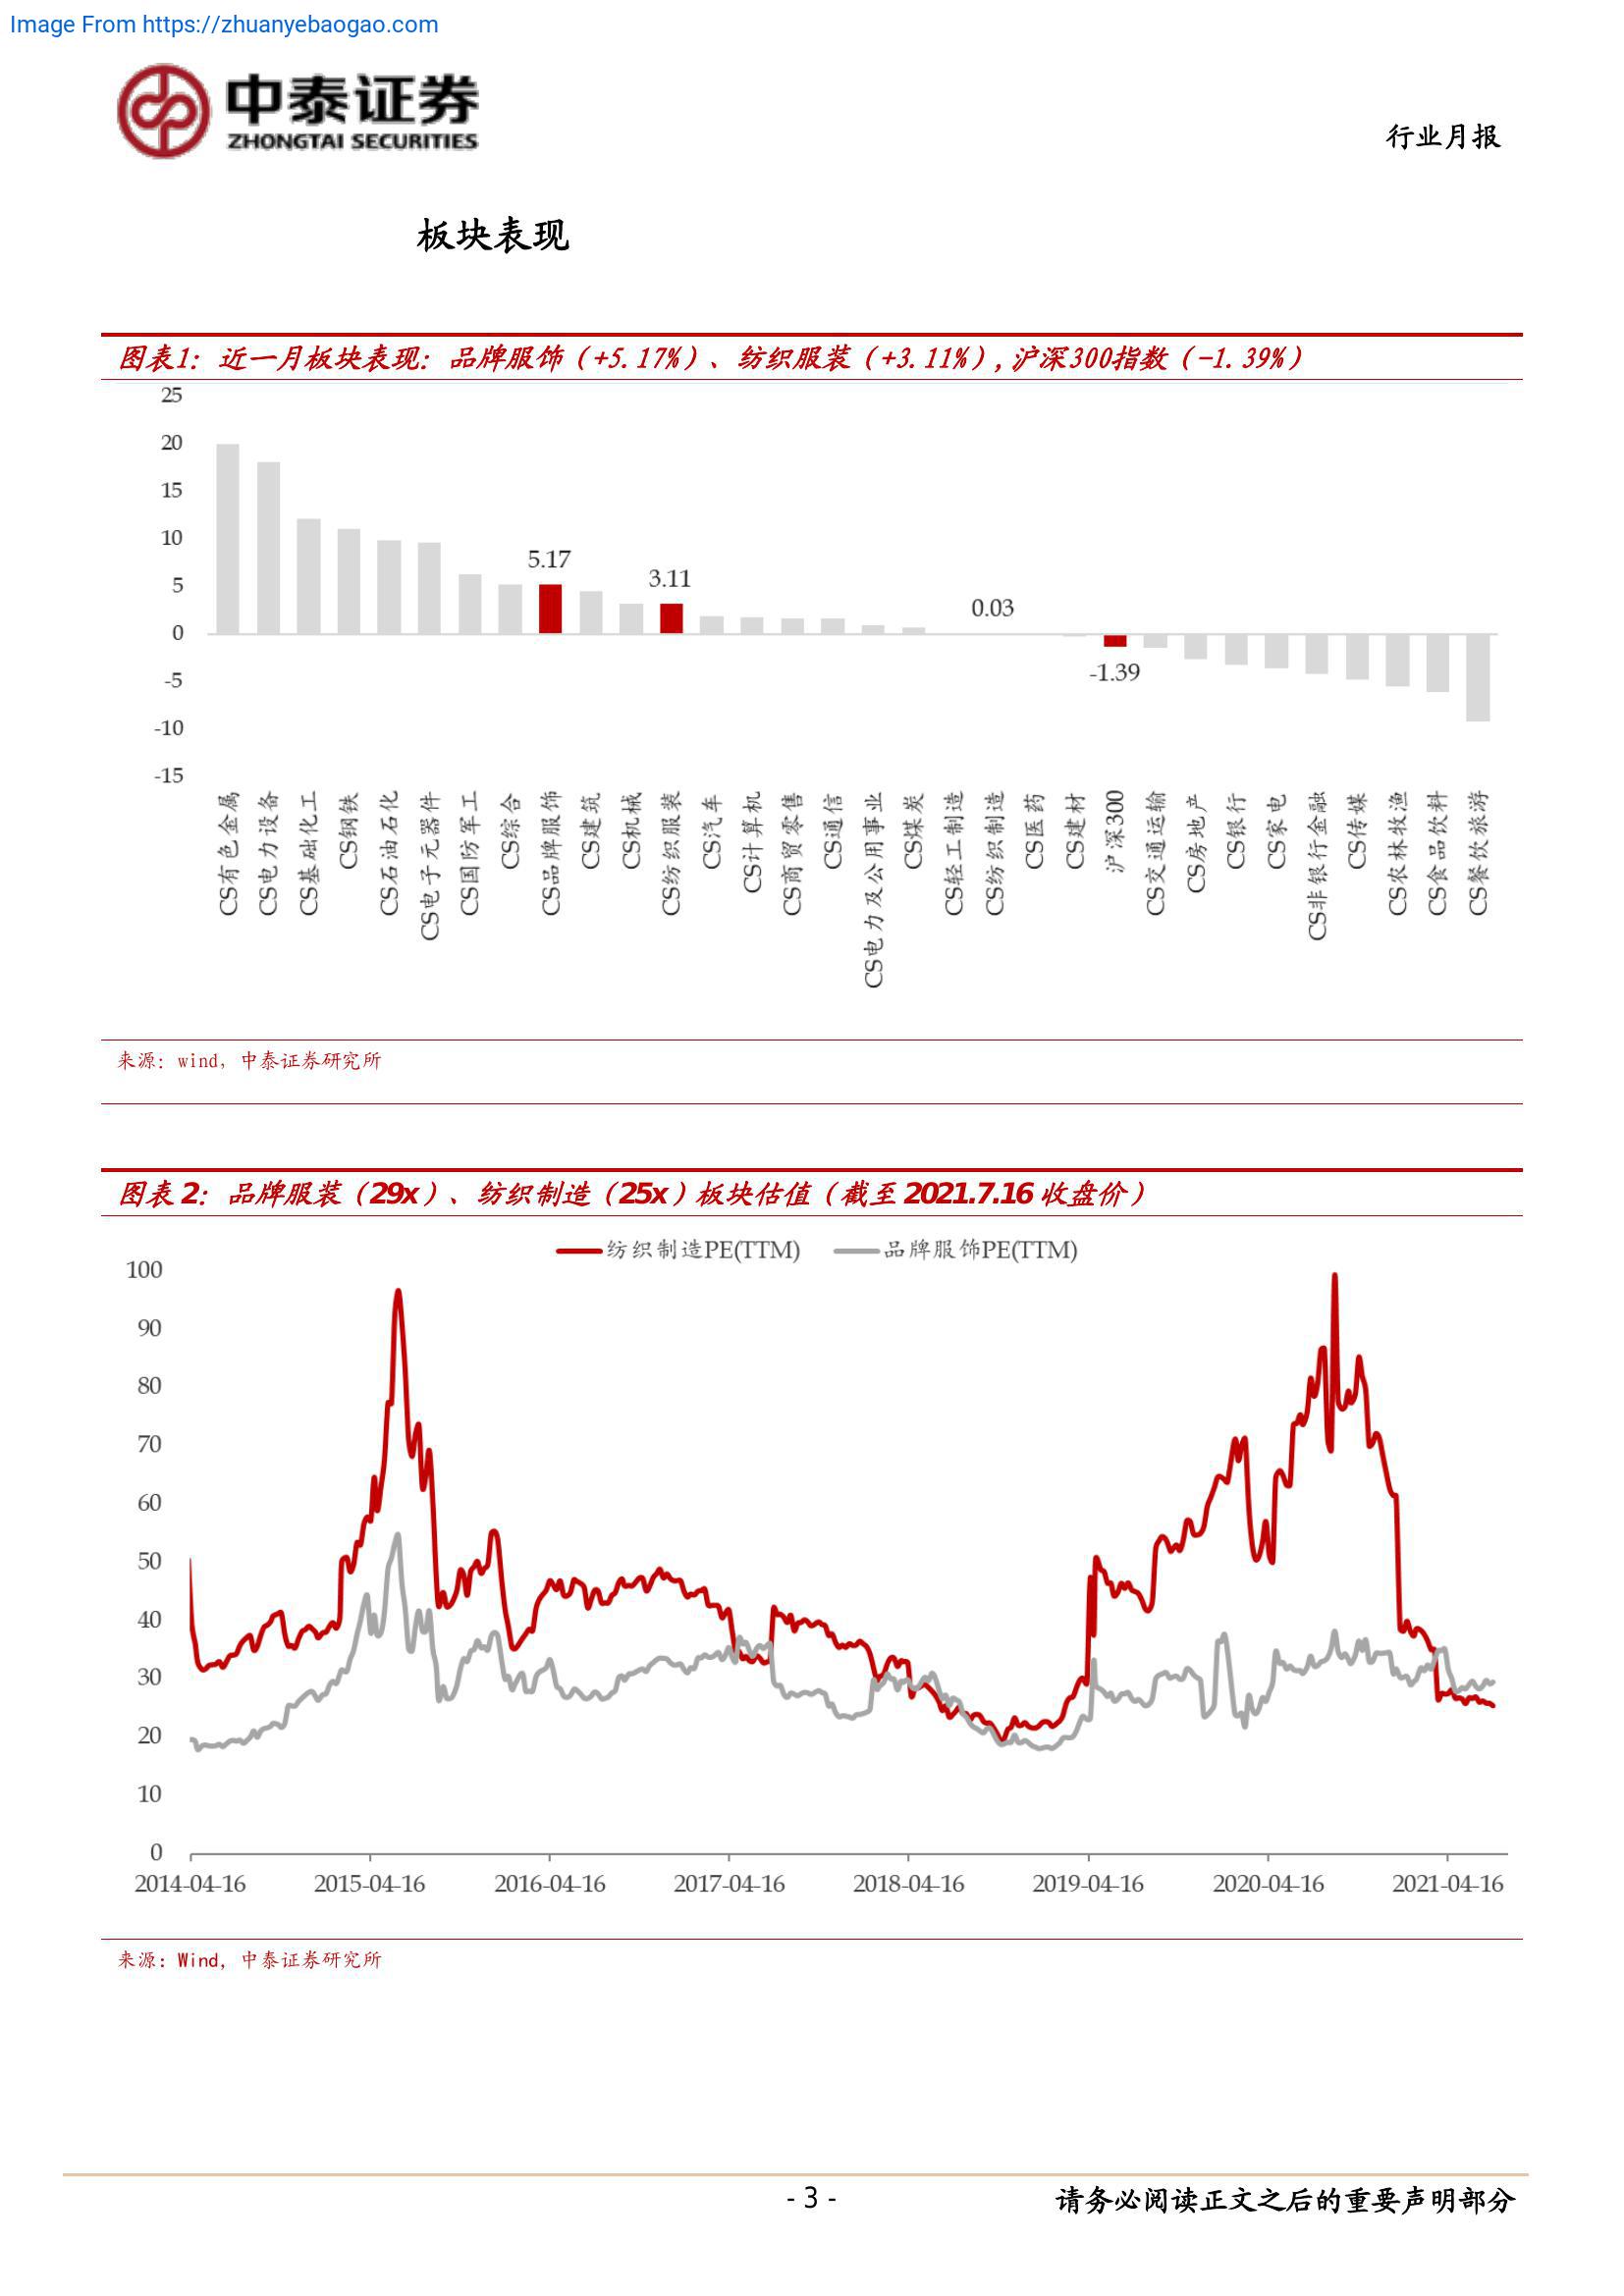 Image From https://zhuanyebaogao.com
中泰证券
ZHONGTAI SECURITIES
行业月报
板块表现
图表1：近一月板块表现：品牌服饰（+5.17%）、纺织服装（+3.11%）,沪深300指数（-1.39%）
25
20
15
10
5
0
-5
-10
-15
5.17
3.11
0.03
-1.39
CS有色金属
CS电力设备
CS基础化工
CS钢铁
CS石油石化
CS电子元器件
CS国防军工
CS综合
CS品牌服饰
CS建筑
CS机械
CS纺织服装
CS汽车
CS计算机
CS商贸零售
CS通信
CS电力及公用事业
CS煤炭
CS轻工制造
CS纺织制造
CS医药
CS建材
沪深300
CS交通运输
CS房地产
CS银行
CS家电
CS非银行金融
CS传媒
CS农林牧渔
CS食品饮料
CS餐饮旅游
来源：wind，中泰证券研究所
图表 2：品牌服装（29x）、纺织制造（25x）板块估值（截至 2021.7.16 收盘价）
纺织制造PE(TTM) 品牌服饰PE(TTM)
100
90
80
70
60
50
40
30
20
10
0
2014-04-16 2015-04-16 2016-04-16 2017-04-16 2018-04-16 2019-04-16 2020-04-16 2021-04-16
来源：Wind，中泰证券研究所
- 3 -
请务必阅读正文之后的重要声明部分